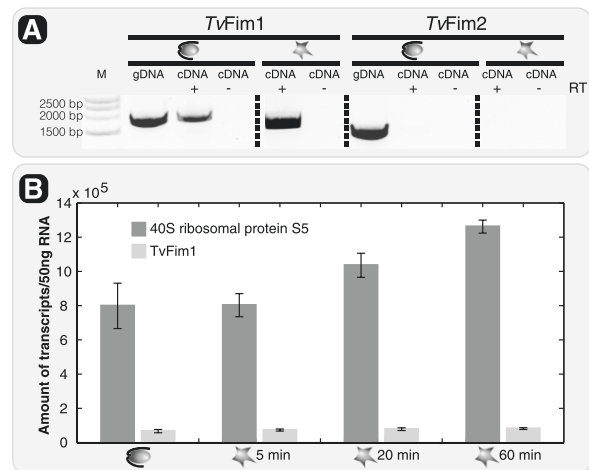 A
TvFim1 TvFim2
M gDNA cDNA cDNA cDNA cDNA gDNA cDNA cDNA cDNA cDNA
+ - + - + - + - RT
2500 bp
2000 bp
1500 bp
B
14 x 10^5
12
10
8
6
4
2
0
Amount of transcripts/50ng RNA
40S ribosomal protein S5
TvFim1
5 min 20 min 60 min